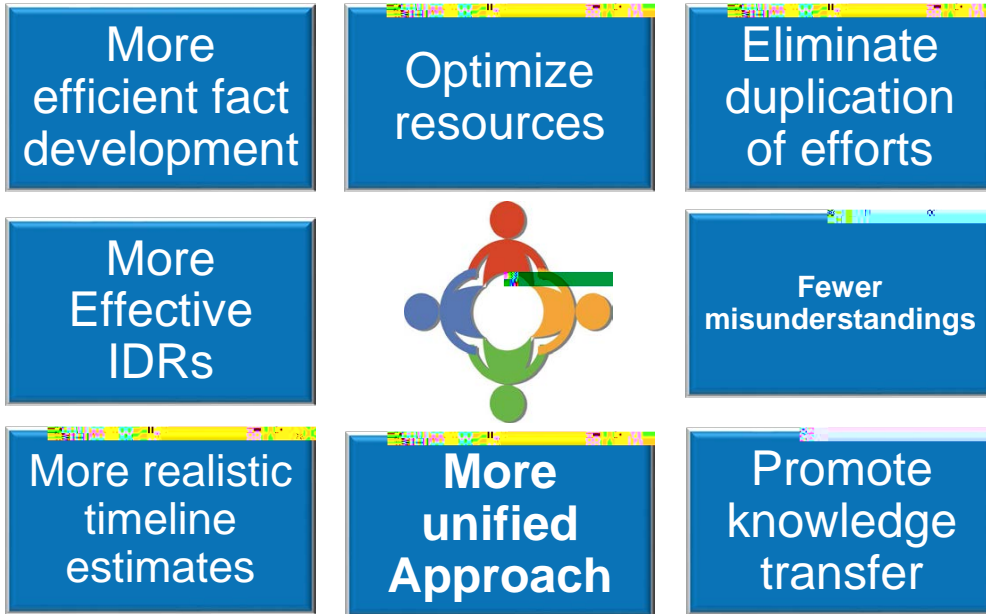 More
efficient fact
development
Optimize
resources
Eliminate
duplication
of efforts
More
Effective
IDRs
Fewer
misunderstandings
More realistic
timeline
estimates
More
unified
Approach
Promote
knowledge
transfer